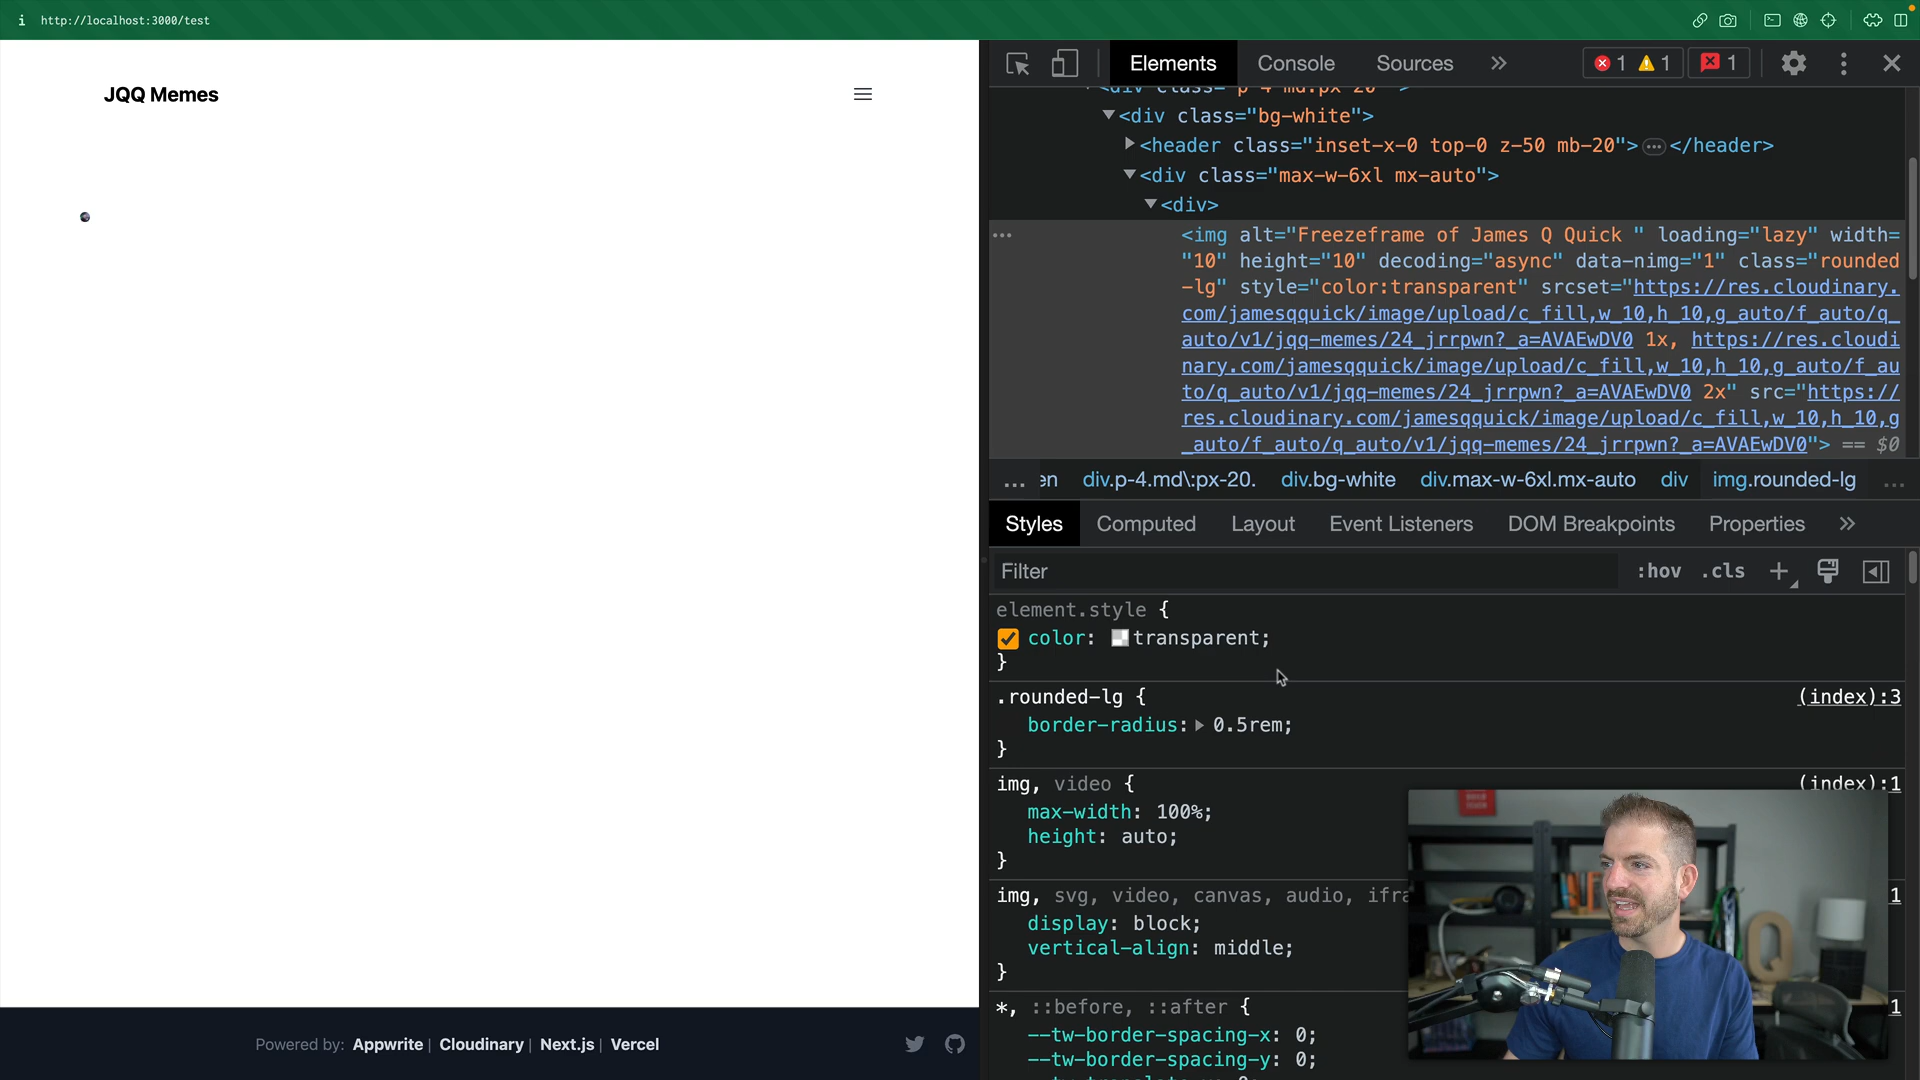 i http://localhost:3000/test
JQQ Memes
Powered by: Appwrite | Cloudinary | Next.js | Vercel
Elements Console Sources » 1 1 1
<div class="p-4 md:px-20 ">
▼<div class="bg-white">
▶<header class="inset-x-0 top-0 z-50 mb-20">…</header>
▼<div class="max-w-6xl mx-auto">
▼<div>
… <img alt="Freezeframe of James Q Quick " loading="lazy" width=
"10" height="10" decoding="async" data-nimg="1" class="rounded
-lg" style="color:transparent" srcset="https://res.cloudinary.
com/jamesqquick/image/upload/c_fill,w_10,h_10,g_auto/f_auto/q_
auto/v1/jqq-memes/24_jrrpwn?_a=AVAEwDV0 1x, https://res.cloudi
nary.com/jamesqquick/image/upload/c_fill,w_10,h_10,g_auto/f_au
to/q_auto/v1/jqq-memes/24_jrrpwn?_a=AVAEwDV0 2x" src="https://
res.cloudinary.com/jamesqquick/image/upload/c_fill,w_10,h_10,g
_auto/f_auto/q_auto/v1/jqq-memes/24_jrrpwn?_a=AVAEwDV0"> == $0
… en div.p-4.md\:px-20. div.bg-white div.max-w-6xl.mx-auto div img.rounded-lg …
Styles Computed Layout Event Listeners DOM Breakpoints Properties »
Filter :hov .cls +
element.style {
color: transparent;
}
.rounded-lg { (index):3
border-radius: ▶ 0.5rem;
}
img, video { (index):1
max-width: 100%;
height: auto;
}
img, svg, video, canvas, audio, ifra 1
display: block;
vertical-align: middle;
}
*, ::before, ::after { 1
--tw-border-spacing-x: 0;
--tw-border-spacing-y: 0;